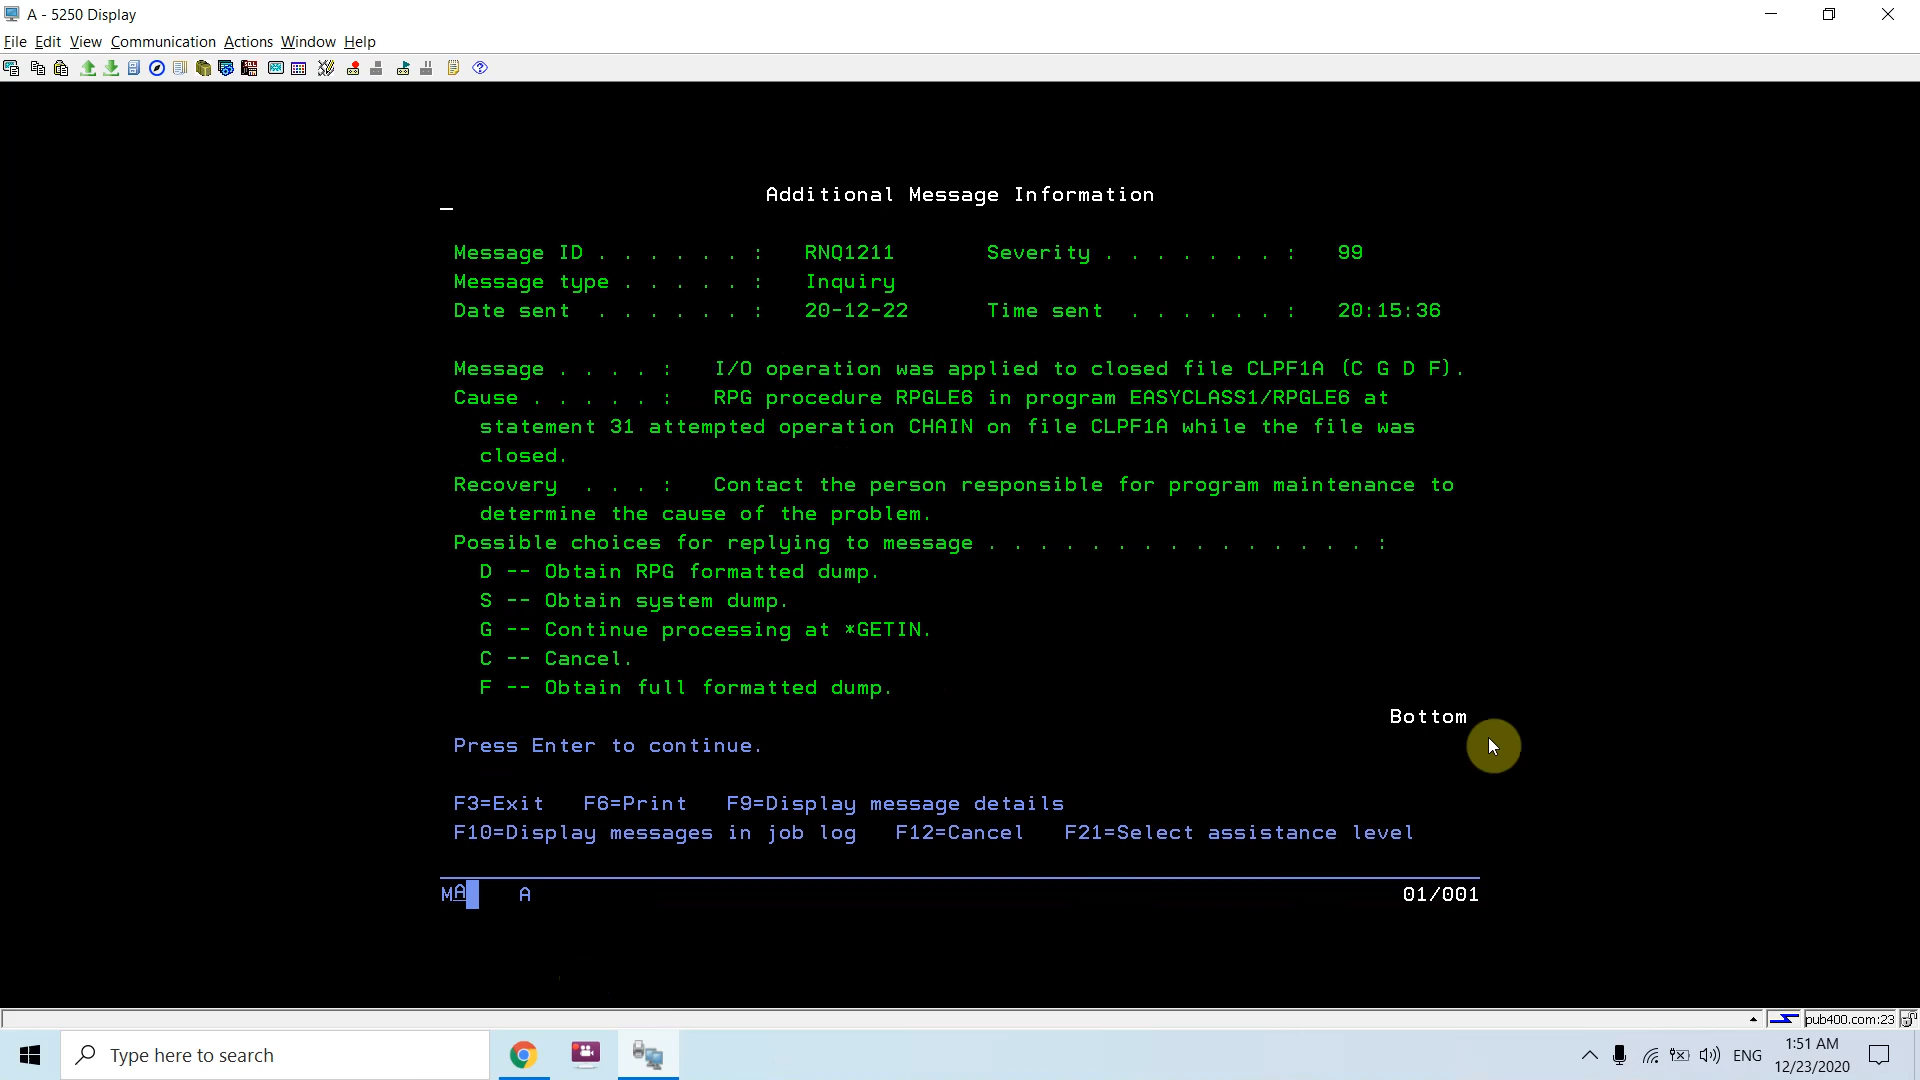 A - 5250 Display
File Edit View Communication Actions Window Help
Additional Message Information
Message ID . . . . . . :   RNQ1211       Severity . . . . . . . :   99
Message type . . . . . :   Inquiry
Date sent  . . . . . . :   20-12-22      Time sent  . . . . . . :   20:15:36
Message . . . . :   I/O operation was applied to closed file CLPF1A (C G D F).
Cause . . . . . :   RPG procedure RPGLE6 in program EASYCLASS1/RPGLE6 at
statement 31 attempted operation CHAIN on file CLPF1A while the file was
closed.
Recovery  . . . :   Contact the person responsible for program maintenance to
determine the cause of the problem.
Possible choices for replying to message . . . . . . . . . . . . . . . :
D -- Obtain RPG formatted dump.
S -- Obtain system dump.
G -- Continue processing at *GETIN.
C -- Cancel.
F -- Obtain full formatted dump.
Bottom
Press Enter to continue.
F3=Exit   F6=Print   F9=Display message details
F10=Display messages in job log   F12=Cancel   F21=Select assistance level
MA   A   01/001
pub400.com:23
Type here to search
ENG
1:51 AM
12/23/2020